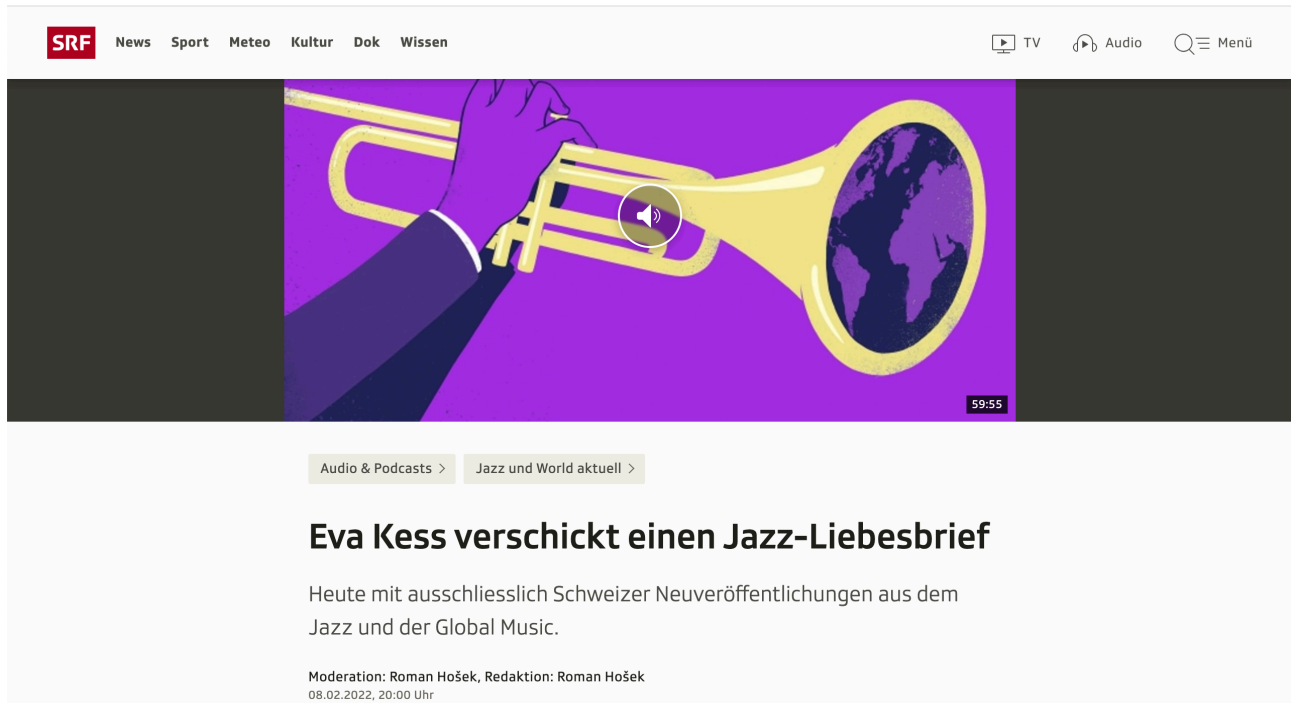 SRF News Sport Meteo Kultur Dok Wissen TV Audio Menü
59:55
Audio & Podcasts Jazz und World aktuell
Eva Kess verschickt einen Jazz-Liebesbrief
Heute mit ausschliesslich Schweizer Neuveröffentlichungen aus dem
Jazz und der Global Music.
Moderation: Roman Hošek, Redaktion: Roman Hošek
08.02.2022, 20:00 Uhr